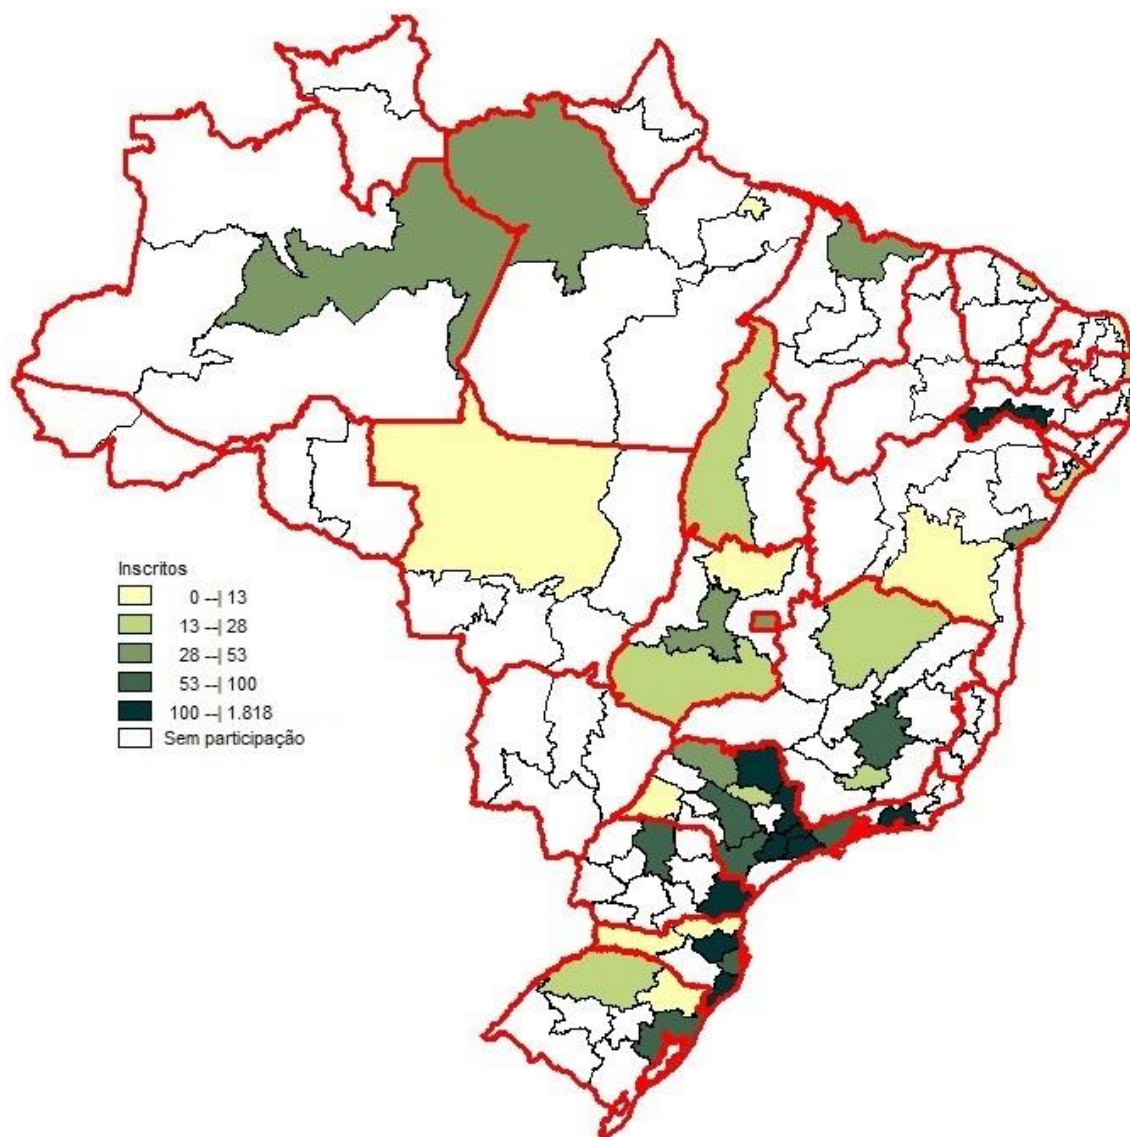 Inscritos
0 --| 13
13 --| 28
28 --| 53
53 --| 100
100 --| 1.818
Sem participação